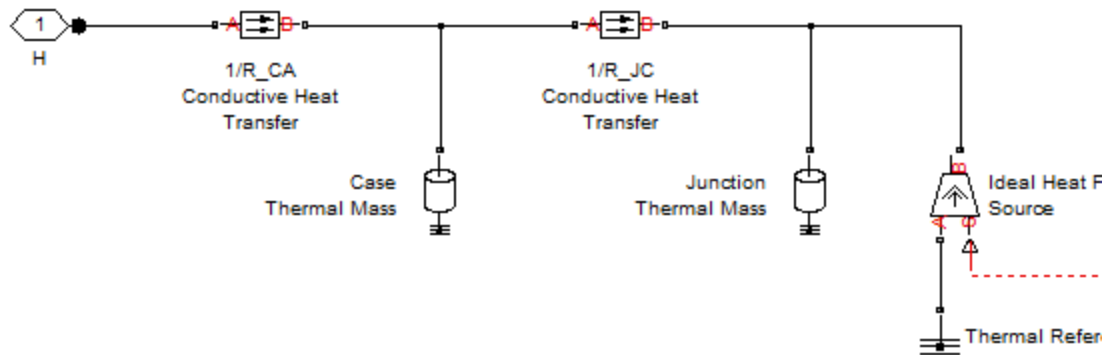 1
H
A
B
1/R_CA
Conductive Heat
Transfer
A
B
1/R_JC
Conductive Heat
Transfer
Case
Thermal Mass
Junction
Thermal Mass
B
Ideal Heat F
Source
A
S
Thermal Refer